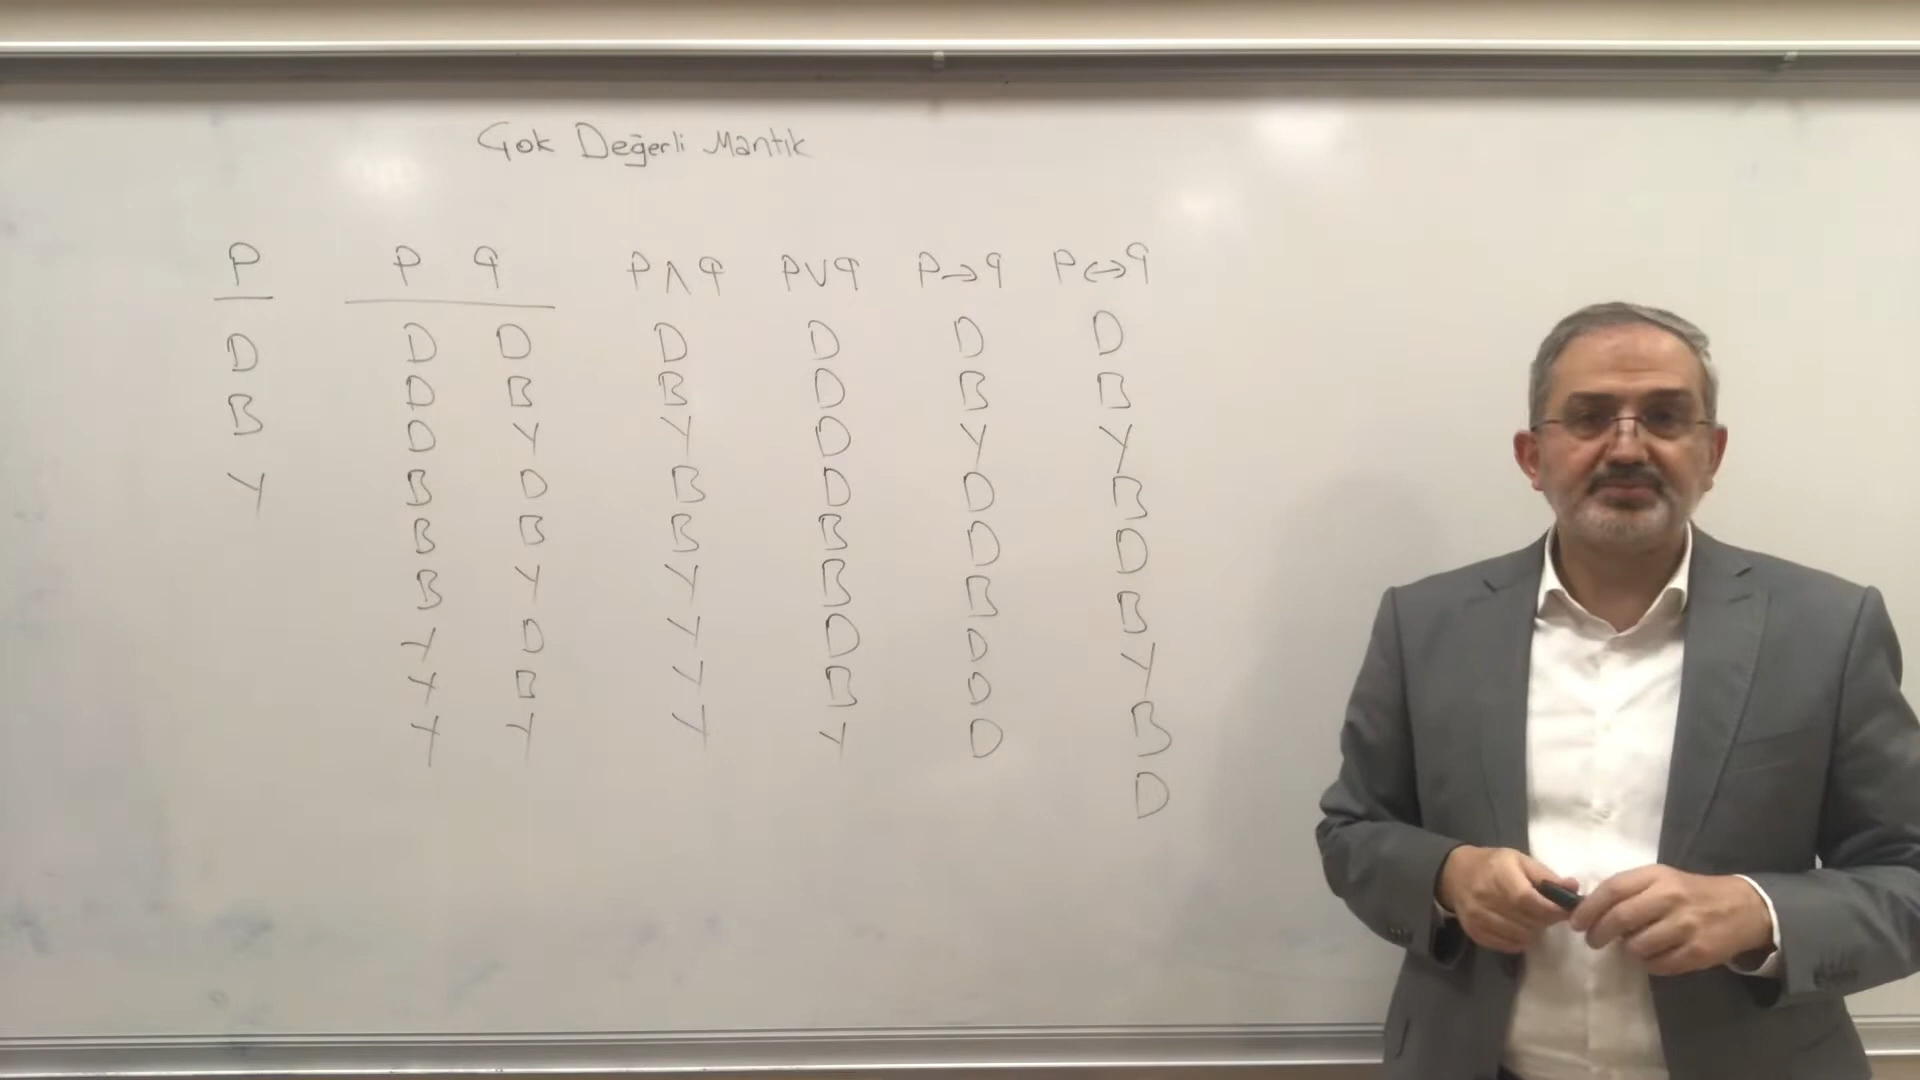 Çok Değerli Mantık
P P q P ∧ q P ∨ q P → q P ↔ q
D D D D D D D
B D B B D B B
D Y Y D Y Y
Y B D B D D B
B B B B D D
B Y Y B B B
Y D Y D D Y
Y B Y B D B
Y Y Y Y D D